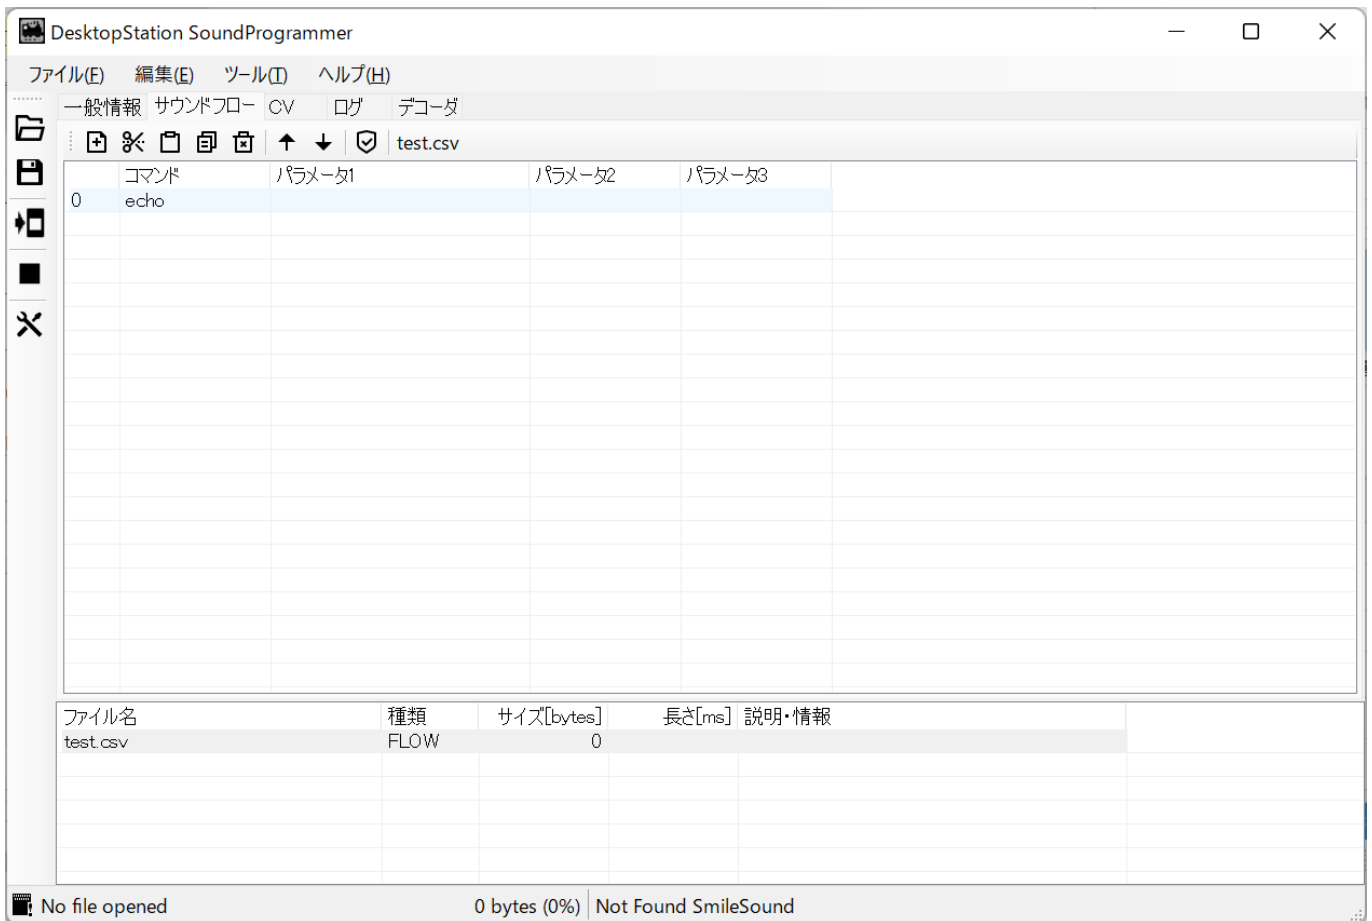 DesktopStation SoundProgrammer
ファイル(F) 編集(E) ツール(T) ヘルプ(H)
一般情報 サウンドフロー CV ログ デコーダ
test.csv
コマンド パラメータ1 パラメータ2 パラメータ3
0 echo
ファイル名 種類 サイズ[bytes] 長さ[ms] 説明・情報
test.csv FLOW 0
No file opened 0 bytes (0%) Not Found SmileSound